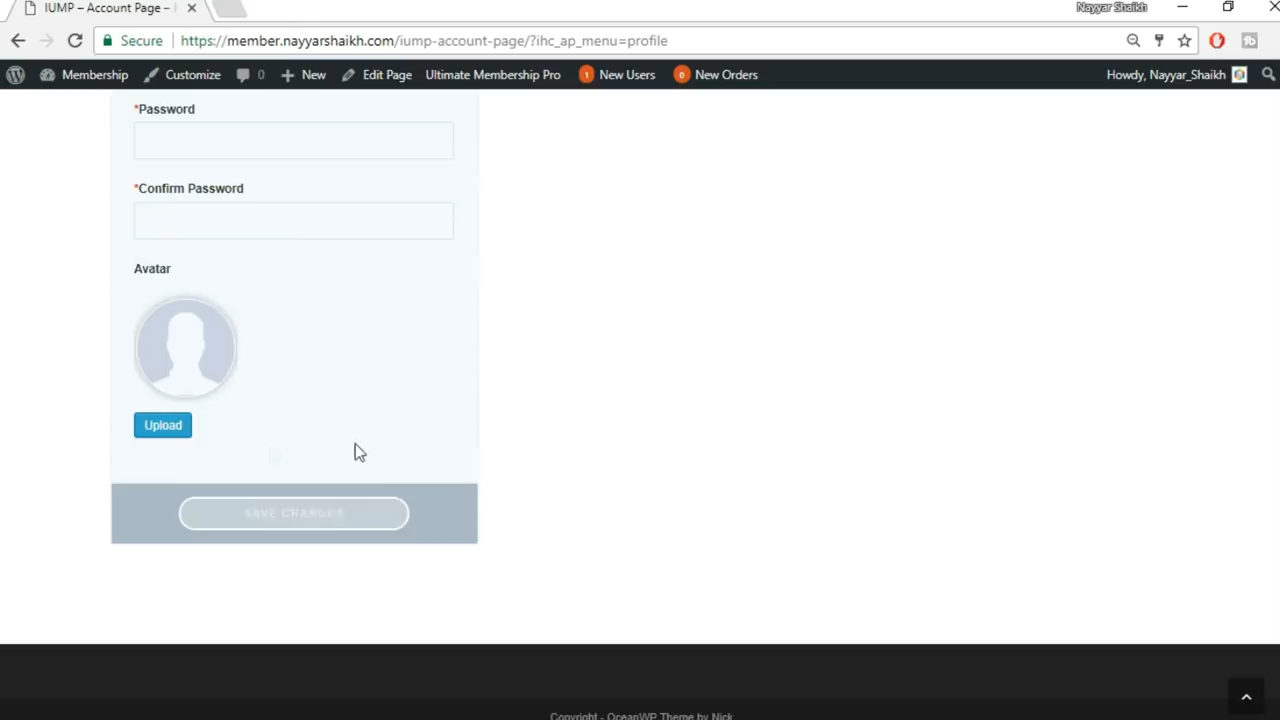 IUMP – Account Page –
Nayyar Shaikh
Secure https://member.nayyarshaikh.com/iump-account-page/?ihc_ap_menu=profile
Membership Customize 0 New Edit Page Ultimate Membership Pro 1 New Users 0 New Orders Howdy, Nayyar_Shaikh
*Password
*Confirm Password
Avatar
Upload
SAVE CHANGES
Copyright - OceanWP Theme by Nick